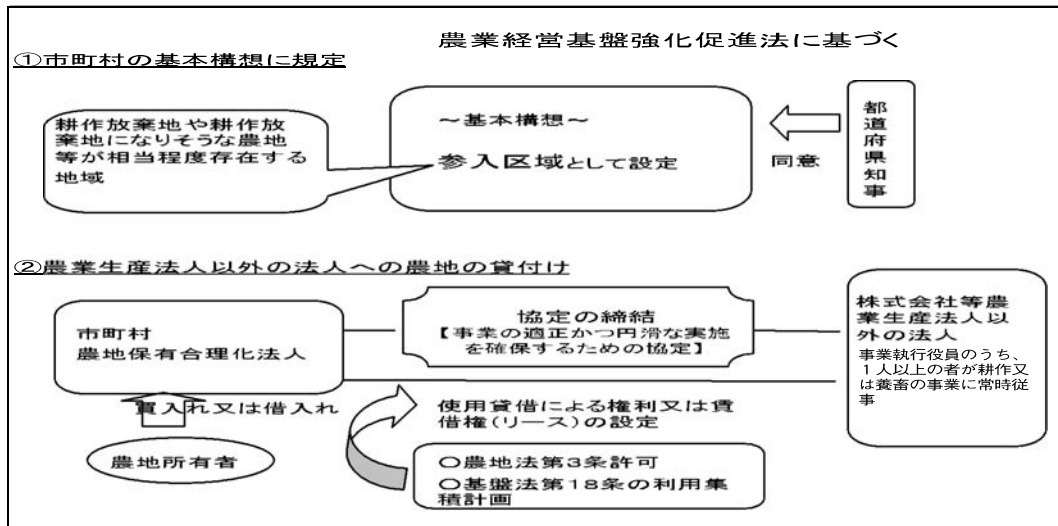 農業経営基盤強化促進法に基づく
①市町村の基本構想に規定
耕作放棄地や耕作放
棄地になりそうな農地
等が相当程度存在する
地域
～基本構想～
参入区域として設定
同意
都道府県知事
②農業生産法人以外の法人への農地の貸付け
市町村
農地保有合理化法人
協定の締結
【事業の適正かつ円滑な実施
を確保するための協定】
株式会社等農
業生産法人以
外の法人
事業執行役員のうち、
１人以上の者が耕作又
は養畜の事業に常時従
事
買入れ又は借入れ
農地所有者
使用貸借による権利又は賃
借権（リース）の設定
○農地法第３条許可
○基盤法第１８条の利用集
積計画